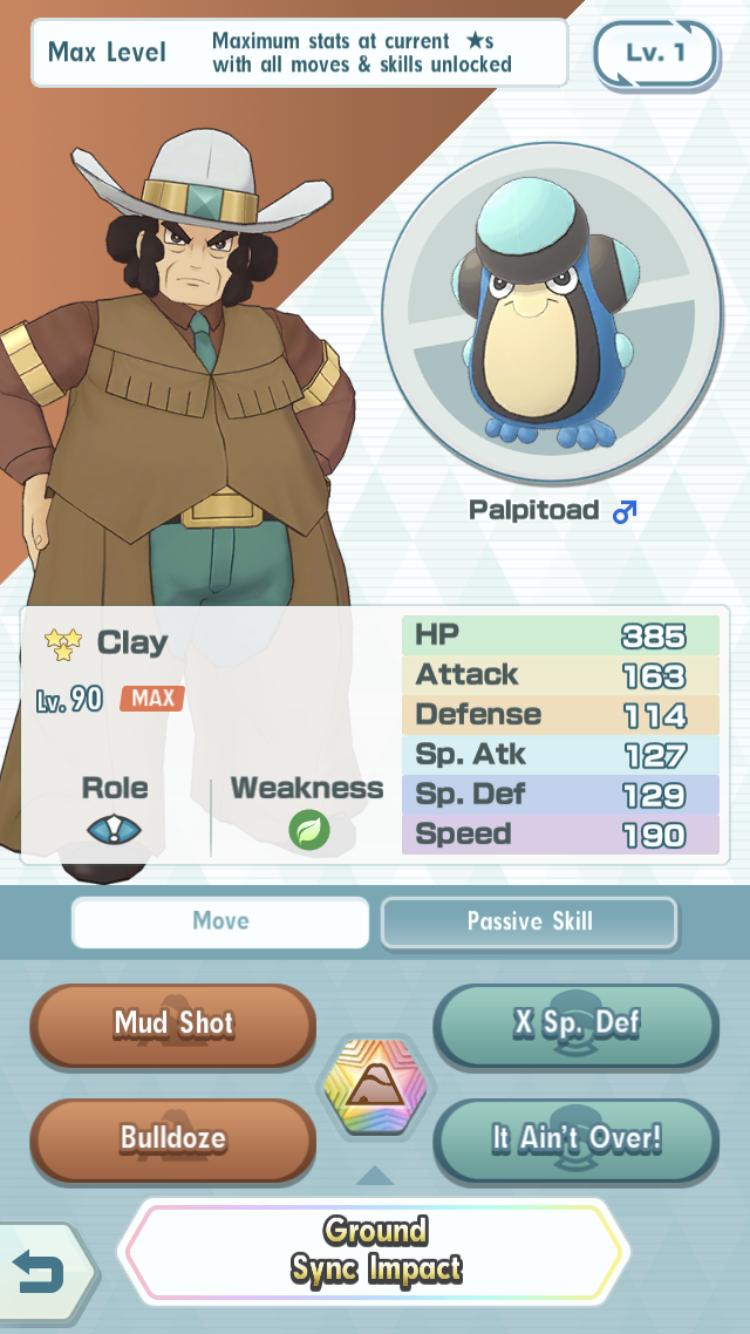 Max Level
Maximum stats at current ★s
with all moves & skills unlocked
Lv. 1
Palpitoad ♂
Clay
Lv. 90 MAX
Role
Weakness
HP 385
Attack 163
Defense 114
Sp. Atk 127
Sp. Def 129
Speed 190
Move
Passive Skill
Mud Shot
X Sp. Def
Bulldoze
It Ain't Over!
Ground
Sync Impact